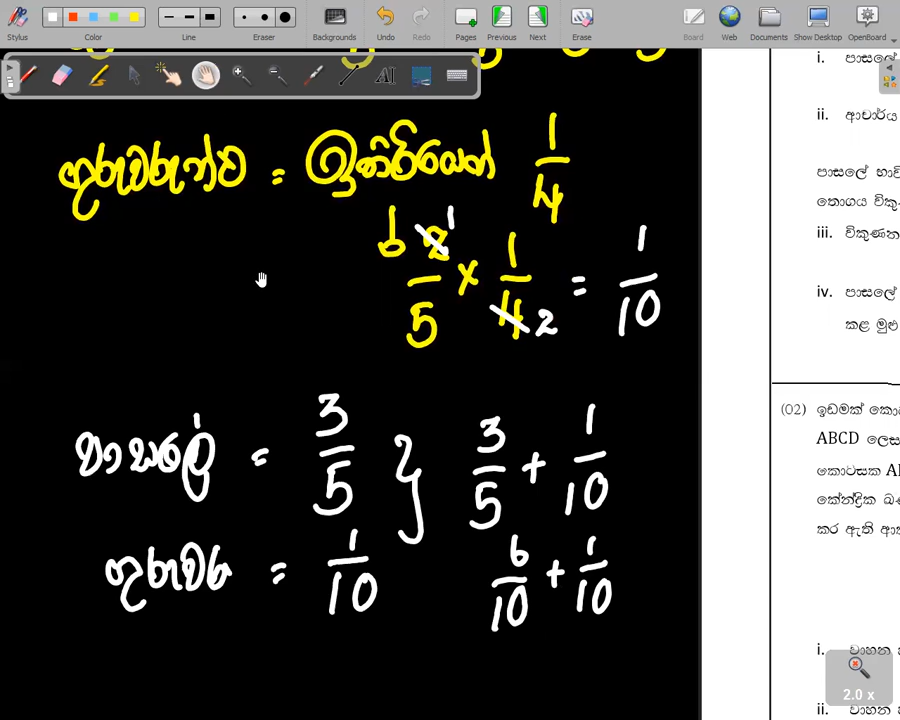 Stylus Color Line Eraser Backgrounds Undo Redo Pages Previous Next Erase Board Web Documents Show Desktop OpenBoard
ගුරුවරුන්ට = ඉතිරියෙන් 1/4
2/5 න් 1
2/5 × 1/4 = 1/10
පාසලේ = 3/5 } 3/5 + 1/10
ගුරුවර = 1/10 6/10 + 1/10
i. පාසලේ
ii. ආචාර්ය
පාසලේ භාවි
තොගය විකු
iii. විකුණන
iv. පාසලේ
කළ මුළු
(02) ඉඩමක් කො
ABCD ලෙස
කොටසක A
කේන්ද්‍රික ඛ
කර ඇති ආ
i. වාහන
ii. වාහන
2.0 x